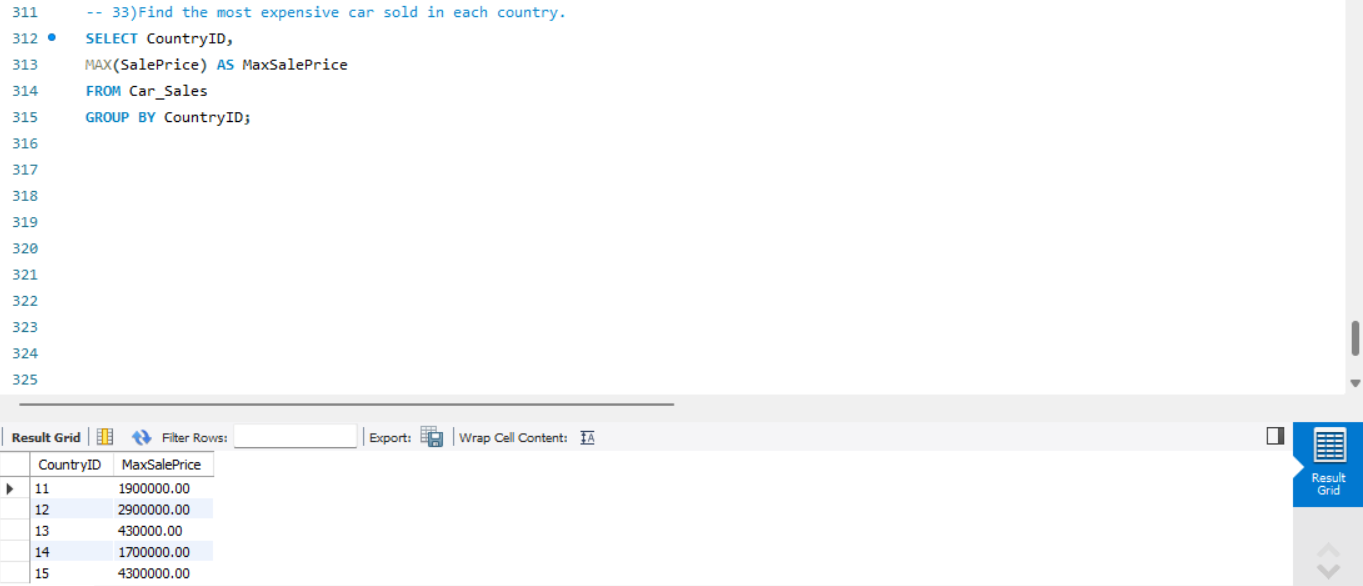 311 -- 33)Find the most expensive car sold in each country.
312 SELECT CountryID,
313 MAX(SalePrice) AS MaxSalePrice
314 FROM Car_Sales
315 GROUP BY CountryID;
316
317
318
319
320
321
322
323
324
325
Result Grid Filter Rows: Export: Wrap Cell Content: IA
CountryID MaxSalePrice
11 1900000.00
12 2900000.00
13 430000.00
14 1700000.00
15 4300000.00
Result
Grid